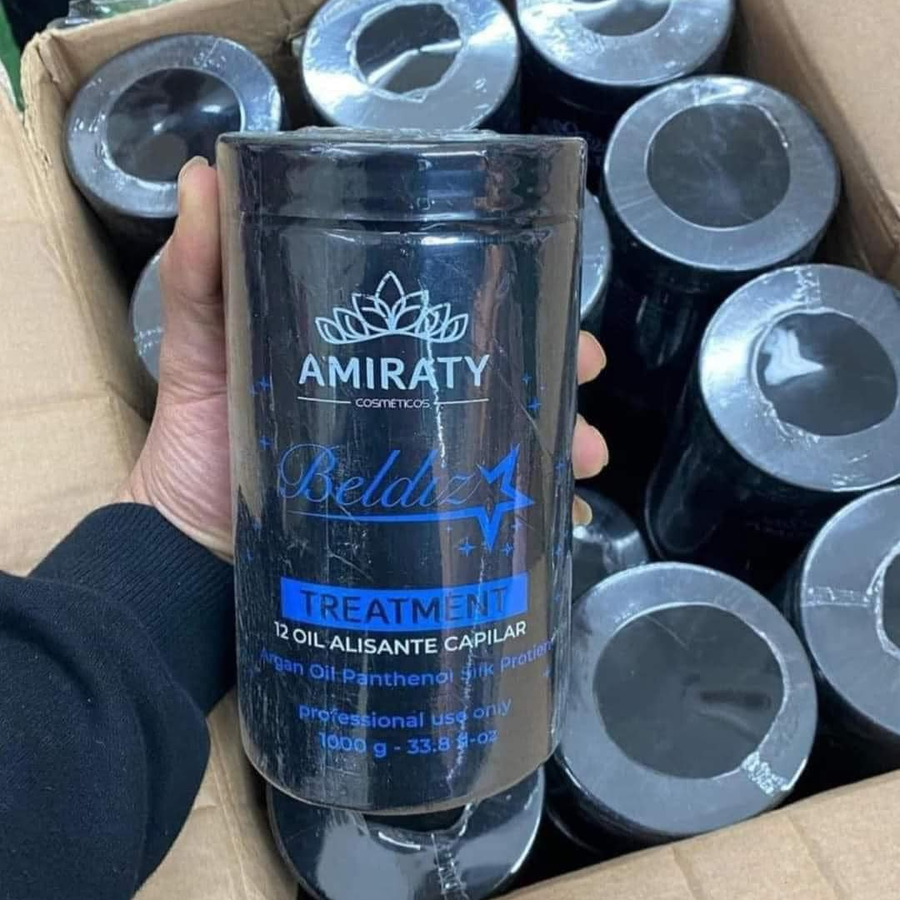 AMIRATY
COSMÉTICOS
Beldiz
TREATMENT
12 OIL ALISANTE CAPILAR
Argan Oil Panthenol Silk Protien
professional use only
1000 g - 33.8 fl-oz